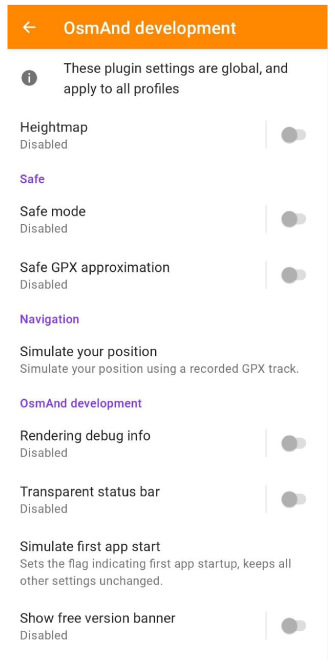 OsmAnd development
These plugin settings are global, and
apply to all profiles
Heightmap
Disabled
Safe
Safe mode
Disabled
Safe GPX approximation
Disabled
Navigation
Simulate your position
Simulate your position using a recorded GPX track.
OsmAnd development
Rendering debug info
Disabled
Transparent status bar
Disabled
Simulate first app start
Sets the flag indicating first app startup, keeps all
other settings unchanged.
Show free version banner
Disabled